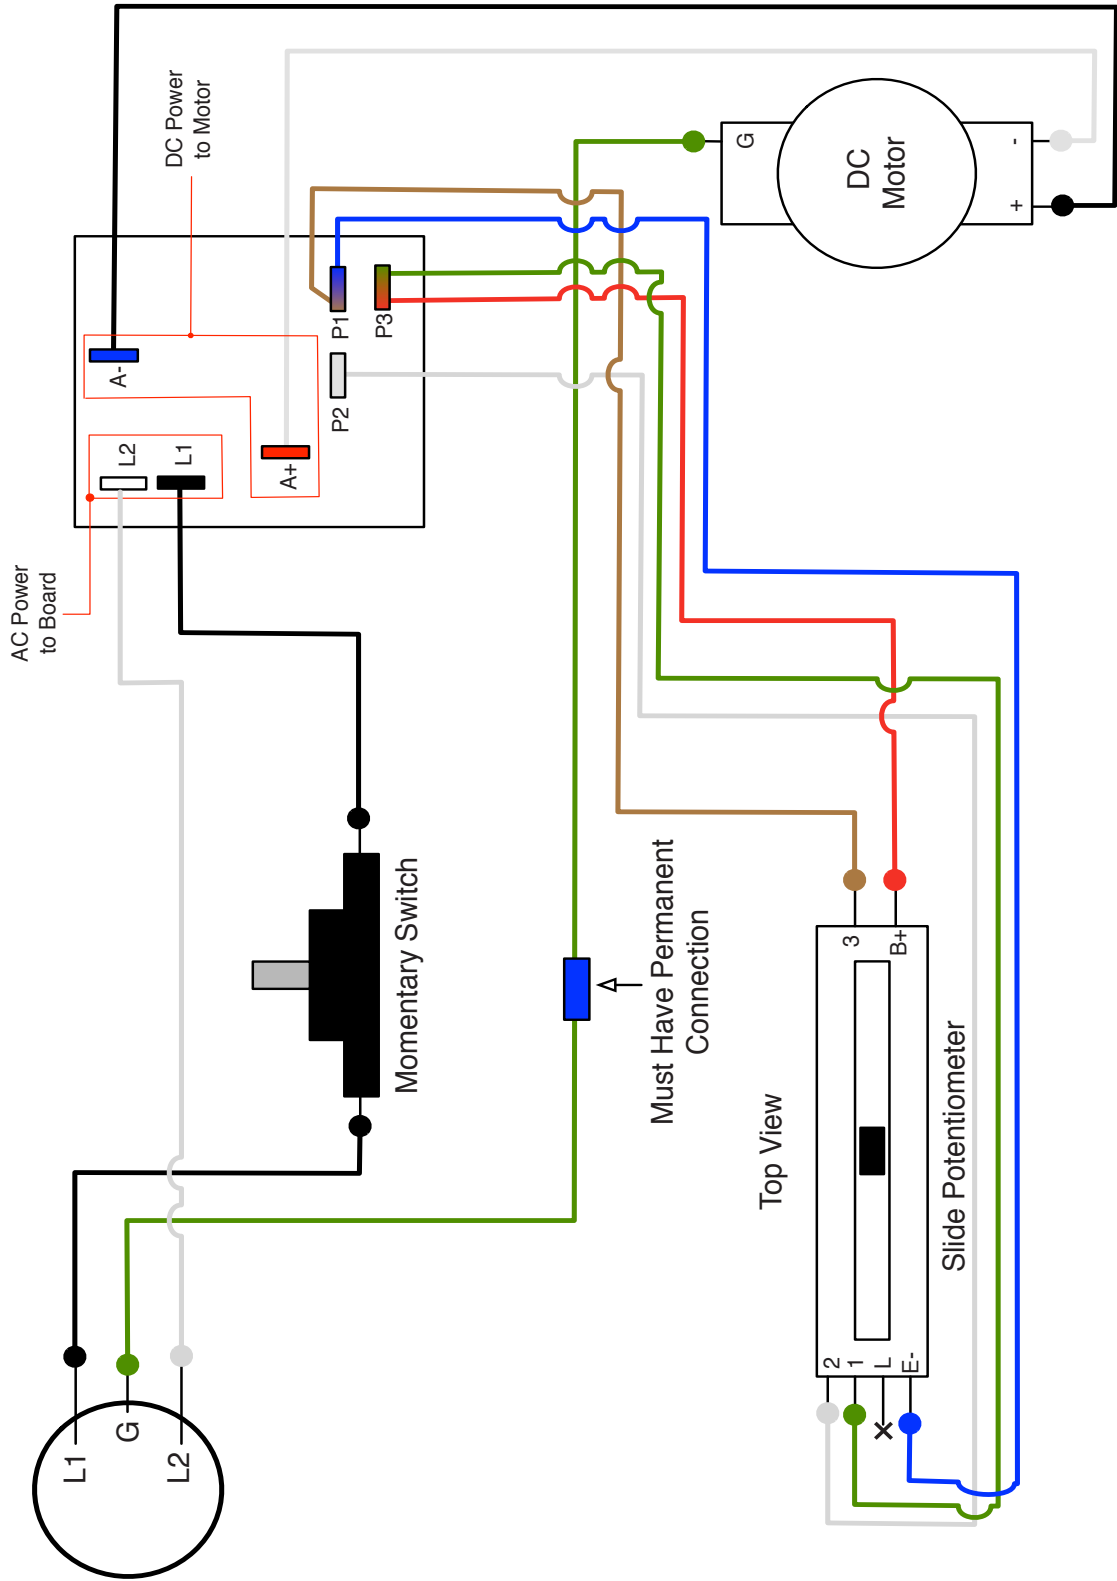 AC Power
to Board
DC Power
to Motor
L2
L1
A-
A+
P2
P1
P3
G
DC
Motor
-
+
L1
G
L2
Momentary Switch
Must Have Permanent
Connection
Top View
2
1
L
E-
3
B+
Slide Potentiometer